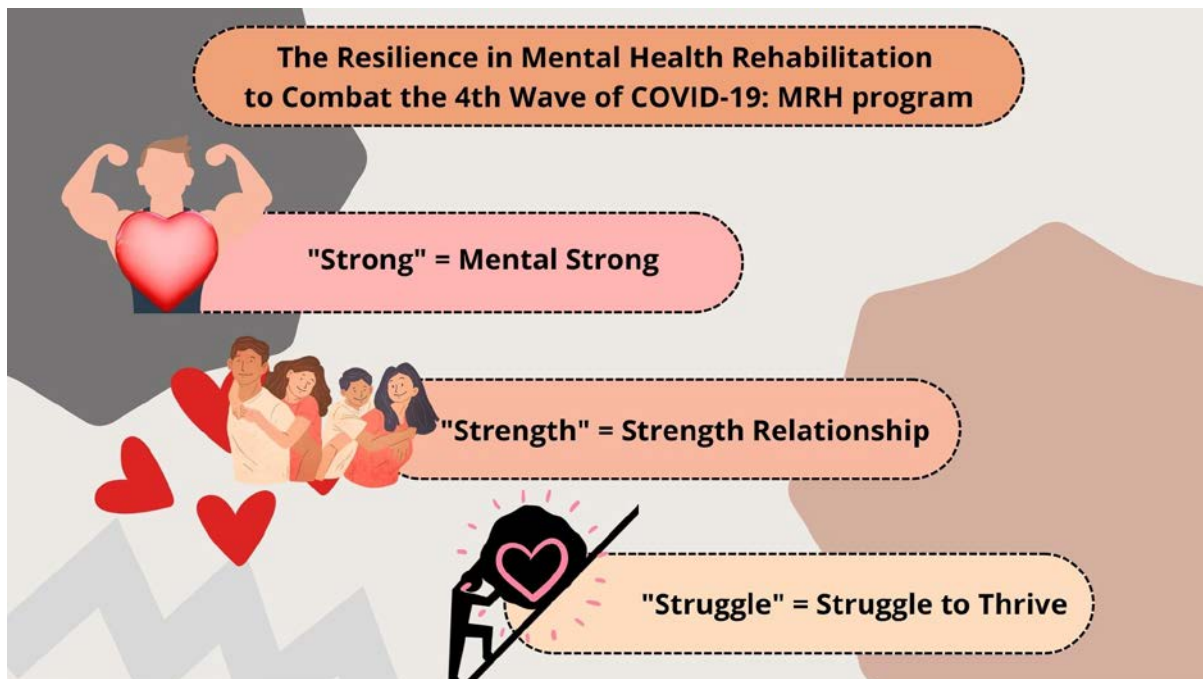 The Resilience in Mental Health Rehabilitation
to Combat the 4th Wave of COVID-19: MRH program
"Strong" = Mental Strong
"Strength" = Strength Relationship
"Struggle" = Struggle to Thrive